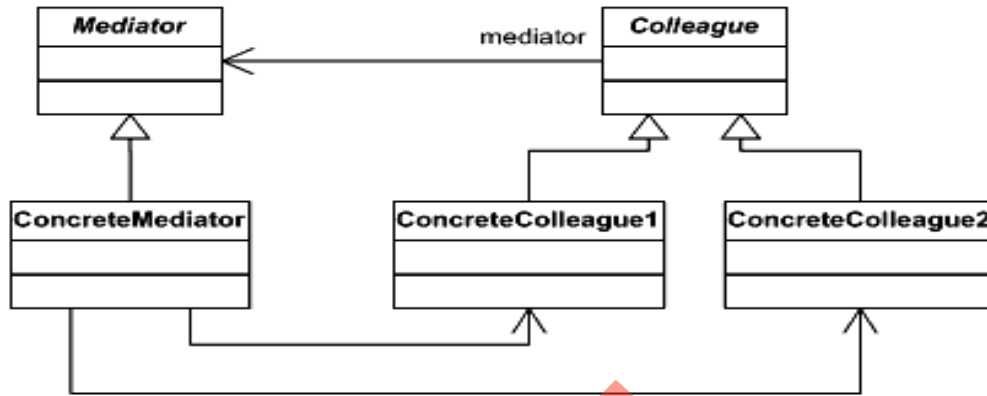 Mediator
mediator
Colleague
ConcreteMediator
ConcreteColleague1
ConcreteColleague2